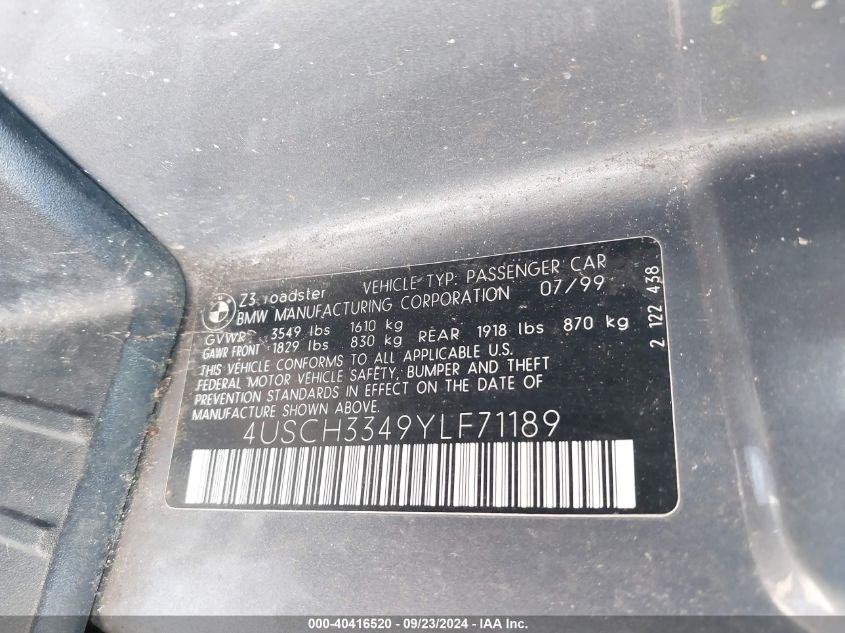 Z3 roadster VEHICLE TYP: PASSENGER CAR
BMW MANUFACTURING CORPORATION 07/99
GVWR 3549 lbs 1610 kg
GAWR FRONT 1829 lbs 830 kg REAR 1918 lbs 870 kg
THIS VEHICLE CONFORMS TO ALL APPLICABLE U.S.
FEDERAL MOTOR VEHICLE SAFETY, BUMPER AND THEFT
PREVENTION STANDARDS IN EFFECT ON THE DATE OF
MANUFACTURE SHOWN ABOVE.
4USCH3349YLF71189
2 122 438
000-40416520 - 09/23/2024 - IAA Inc.